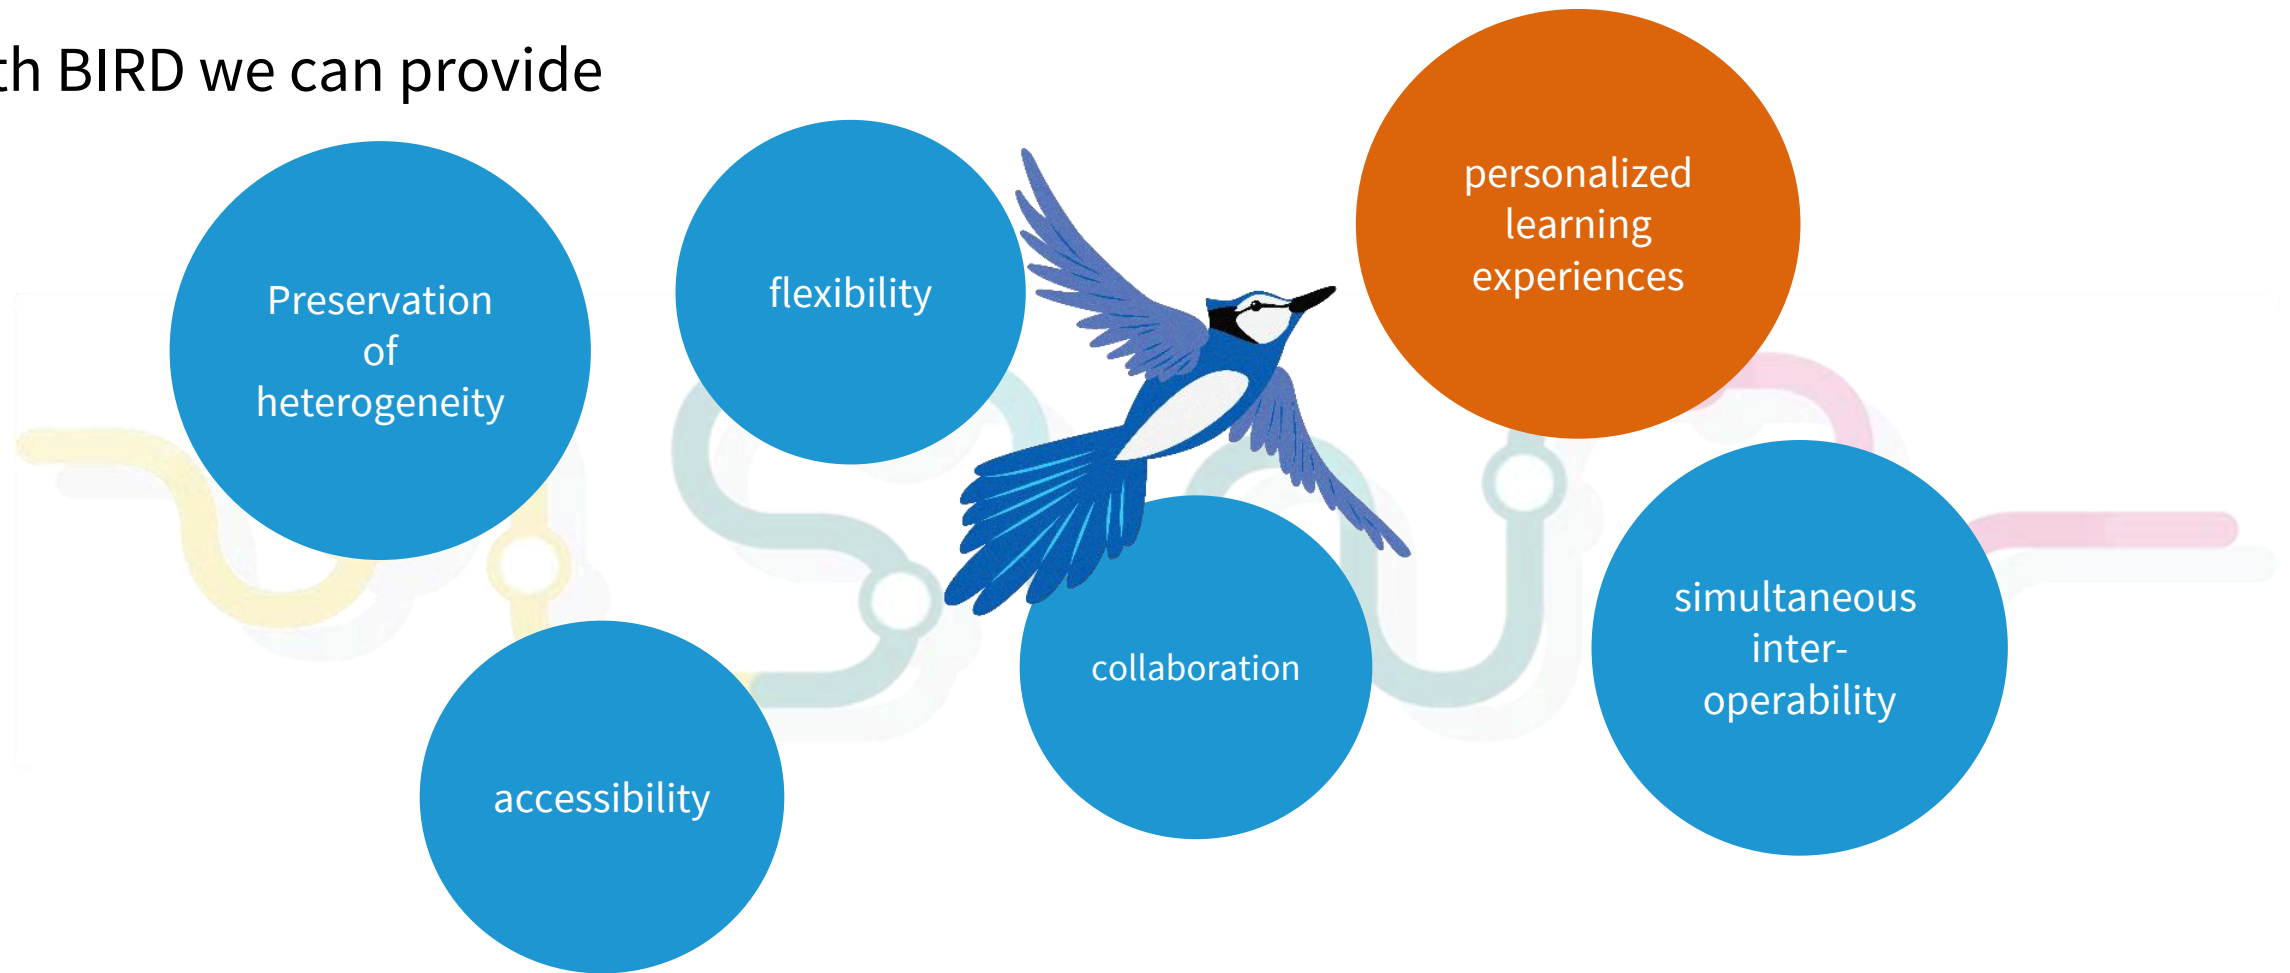 th BIRD we can provide
Preservation
of
heterogeneity
flexibility
personalized
learning
experiences
accessibility
collaboration
simultaneous
inter-
operability